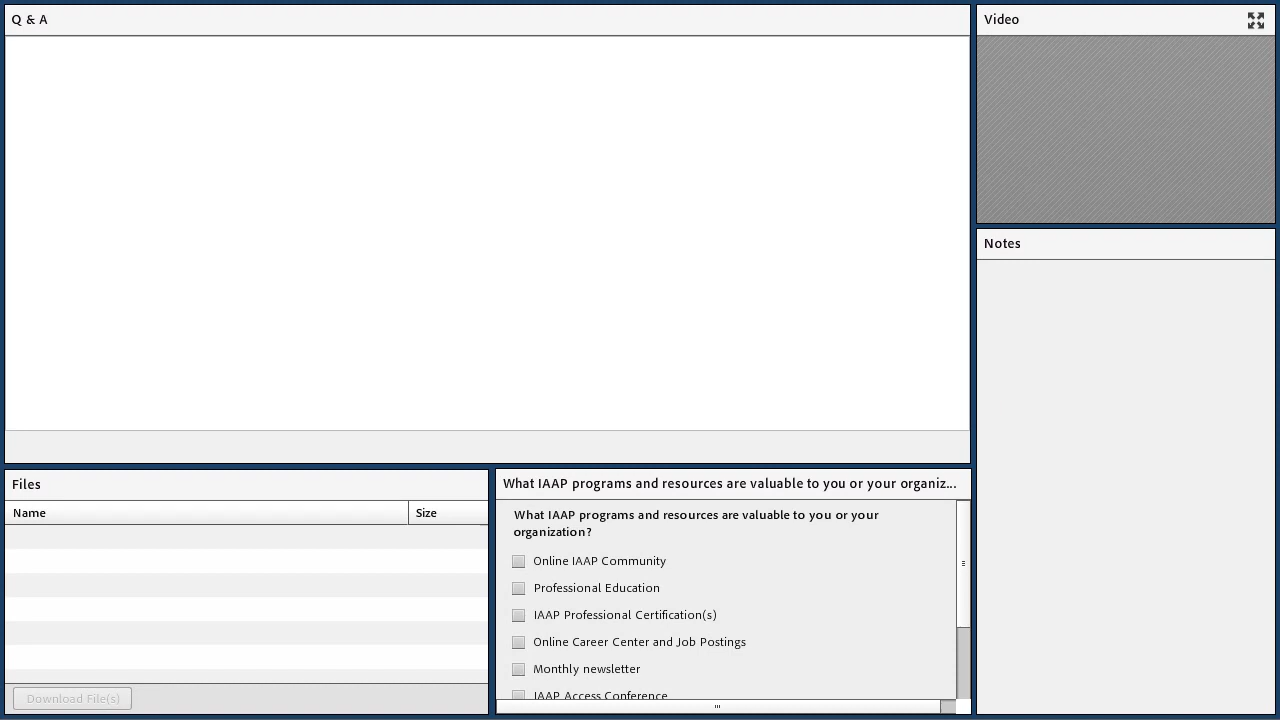 Q & A
Video
Notes
Files
Name
Size
Download File(s)
What IAAP programs and resources are valuable to you or your organiz...
What IAAP programs and resources are valuable to you or your
organization?
Online IAAP Community
Professional Education
IAAP Professional Certification(s)
Online Career Center and Job Postings
Monthly newsletter
IAAP Access Conference